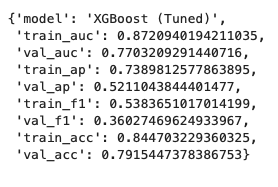 {'model': 'XGBoost (Tuned)',
'train_auc': 0.8720940194211035,
'val_auc': 0.7703209291440716,
'train_ap': 0.7389812577863895,
'val_ap': 0.5211043844401477,
'train_f1': 0.5383651017014199,
'val_f1': 0.36027469624933967,
'train_acc': 0.844703229360325,
'val_acc': 0.7915447378386753}